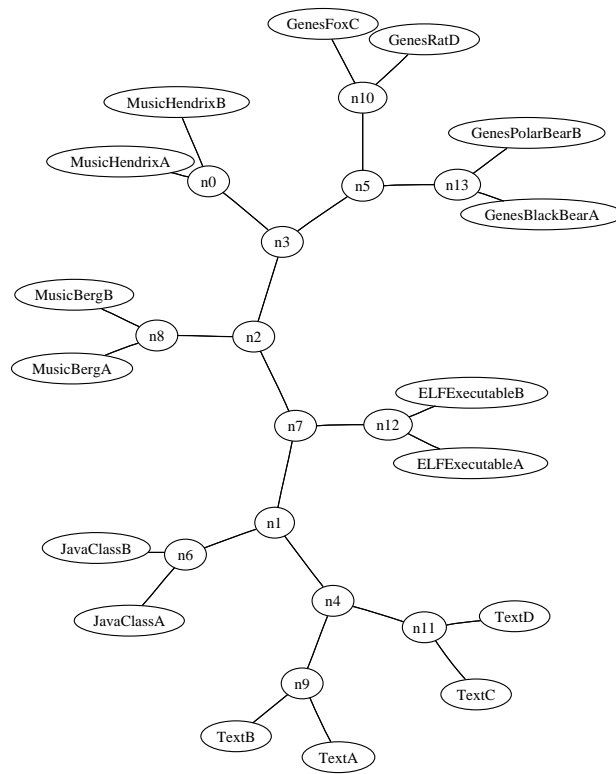 GenesFoxC
GenesRatD
n10
MusicHendrixB
GenesPolarBearB
MusicHendrixA
n0
n5
n13
GenesBlackBearA
n3
MusicBergB
n8
n2
MusicBergA
ELFExecutableB
n7
n12
ELFExecutableA
n1
JavaClassB
n6
n4
JavaClassA
n11
TextD
n9
TextC
TextB
TextA